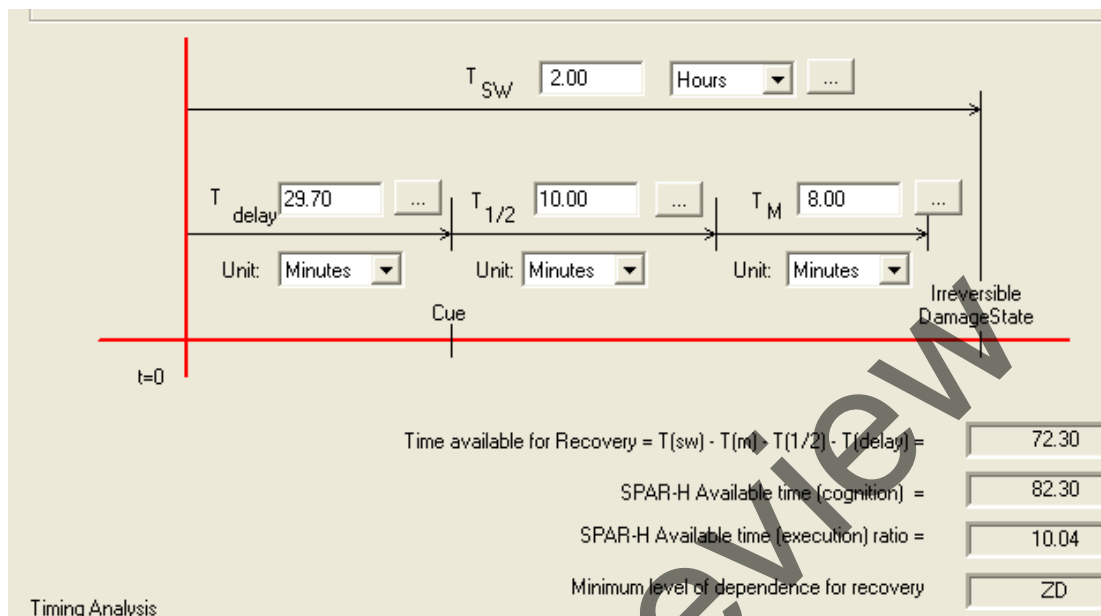 T SW 2.00 Hours ...
T delay 29.70 ... T 1/2 10.00 ... T M 8.00 ...
Unit: Minutes Unit: Minutes Unit: Minutes
Irreversible
Cue DamageState
t=0
Time available for Recovery = T(sw) - T(m) - T(1/2) - T(delay) = 72.30
SPAR-H Available time (cognition) = 82.30
SPAR-H Available time (execution) ratio = 10.04
Minimum level of dependence for recovery ZD
Timing Analysis
eview